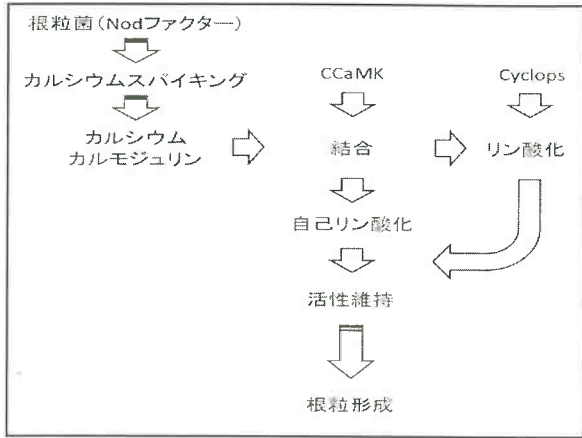 根粒菌(Nodファクター)
カルシウムスパイキング
カルシウム
カルモジュリン
CCaMK
結合
自己リン酸化
活性維持
根粒形成
Cyclops
リン酸化